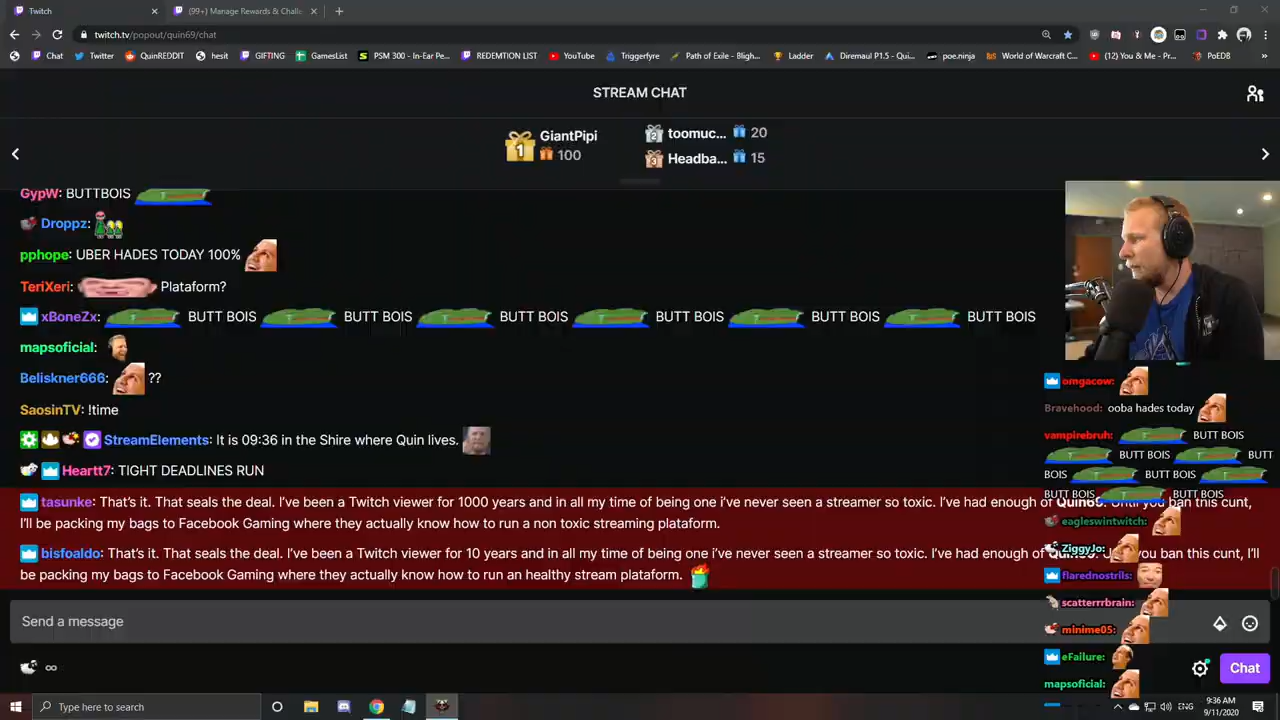 Twitch
(99+) Manage Rewards & Challe
twitch.tv/popout/quin69/chat
Chat
Twitter
QuinREDDIT
hesit
GIFTING
GamesList
PSM 300 - In-Ear Pe...
REDEMTION LIST
YouTube
Triggerfyre
Path of Exile - Bligh...
Ladder
Diremaul P1.5 - Qui...
poe.ninja
World of Warcraft C...
(12) You & Me - Pr...
PoEDB
STREAM CHAT
1 GiantPipi
100
2 toomuc... 20
3 Headba... 15
GypW: BUTTBOIS
Droppz:
pphope: UBER HADES TODAY 100%
TeriXeri: Plataform?
xBoneZx: BUTT BOIS BUTT BOIS BUTT BOIS BUTT BOIS BUTT BOIS BUTT BOIS
mapsoficial:
Beliskner666: ??
SaosinTV: !time
StreamElements: It is 09:36 in the Shire where Quin lives.
Heartt7: TIGHT DEADLINES RUN
tasunke: That's it. That seals the deal. I've been a Twitch viewer for 1000 years and in all my time of being one i've never seen a streamer so toxic. I've had enough of Quin69. Until you ban this cunt,
I'll be packing my bags to Facebook Gaming where they actually know how to run a non toxic streaming plataform.
bisfoaldo: That's it. That seals the deal. I've been a Twitch viewer for 10 years and in all my time of being one i've never seen a streamer so toxic. I've had enough of you ban this cunt, I'll
be packing my bags to Facebook Gaming where they actually know how to run an healthy stream plataform.
Send a message
Chat
omgacow:
Bravehood: ooba hades today
vampirebruh: BUTT BOIS
BUTT BOIS BUTT
BOIS BUTT BOIS
BUTT BOIS BUTT BOIS
eagleswintwitch:
ZiggyJo:
flarednostrils:
scatterrrbrain:
minime05:
eFailure:
mapsoficial:
Type here to search
ENG
9:36 AM
9/11/2020